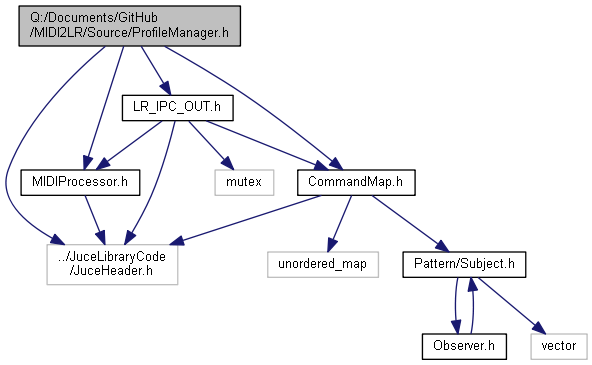 Q:/Documents/GitHub
/MIDI2LR/Source/ProfileManager.h
LR_IPC_OUT.h
MIDIProcessor.h
mutex
CommandMap.h
../JuceLibraryCode
/JuceHeader.h
unordered_map
Pattern/Subject.h
Observer.h
vector